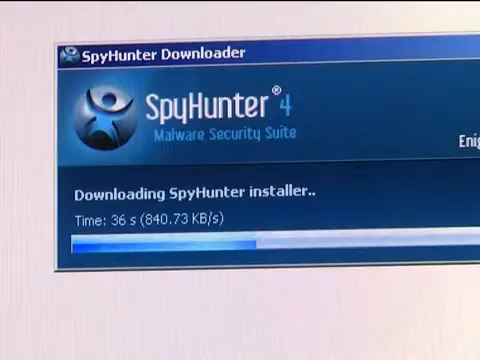 SpyHunter Downloader
SpyHunter® 4
Malware Security Suite
Downloading SpyHunter installer..
Time: 36 s (840.73 KB/s)